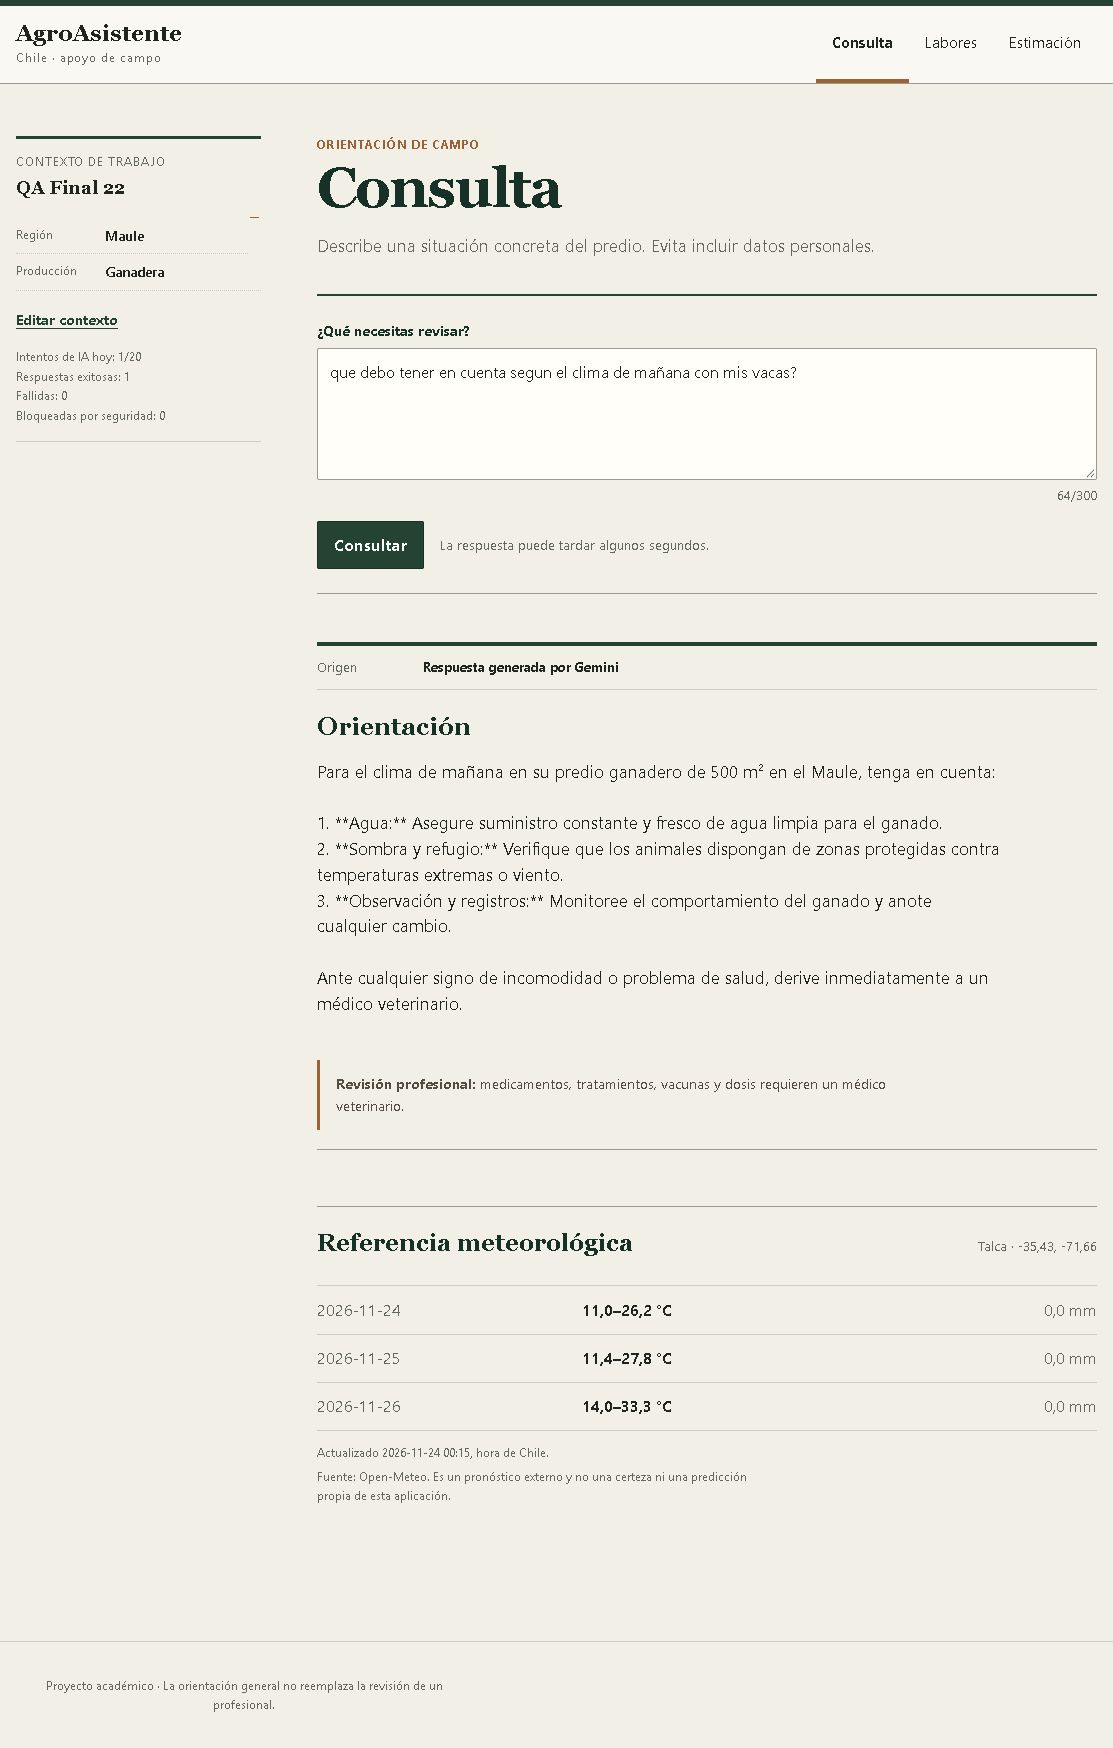 AgroAsistente
Chile · apoyo de campo
Consulta
Labores
Estimación
CONTEXTO DE TRABAJO
QA Final 22
Región
Maule
Producción
Ganadera
Editar contexto
Intentos de IA hoy: 1/20
Respuestas exitosas: 1
Fallidas: 0
Bloqueadas por seguridad: 0
ORIENTACIÓN DE CAMPO
Consulta
Describe una situación concreta del predio. Evita incluir datos personales.
¿Qué necesitas revisar?
que debo tener en cuenta segun el clima de mañana con mis vacas?
64/300
Consultar
La respuesta puede tardar algunos segundos.
Origen
Respuesta generada por Gemini
Orientación
Para el clima de mañana en su predio ganadero de 500 m² en el Maule, tenga en cuenta:
1. **Agua:** Asegure suministro constante y fresco de agua limpia para el ganado.
2. **Sombra y refugio:** Verifique que los animales dispongan de zonas protegidas contra
temperaturas extremas o viento.
3. **Observación y registros:** Monitoree el comportamiento del ganado y anote
cualquier cambio.
Ante cualquier signo de incomodidad o problema de salud, derive inmediatamente a un
médico veterinario.
Revisión profesional: medicamentos, tratamientos, vacunas y dosis requieren un médico
veterinario.
Referencia meteorológica
Talca · -35,43, -71,66
2026-11-24
11,0–26,2 °C
0,0 mm
2026-11-25
11,4–27,8 °C
0,0 mm
2026-11-26
14,0–33,3 °C
0,0 mm
Actualizado 2026-11-24 00:15, hora de Chile.
Fuente: Open-Meteo. Es un pronóstico externo y no una certeza ni una predicción
propia de esta aplicación.
Proyecto académico · La orientación general no reemplaza la revisión de un
profesional.